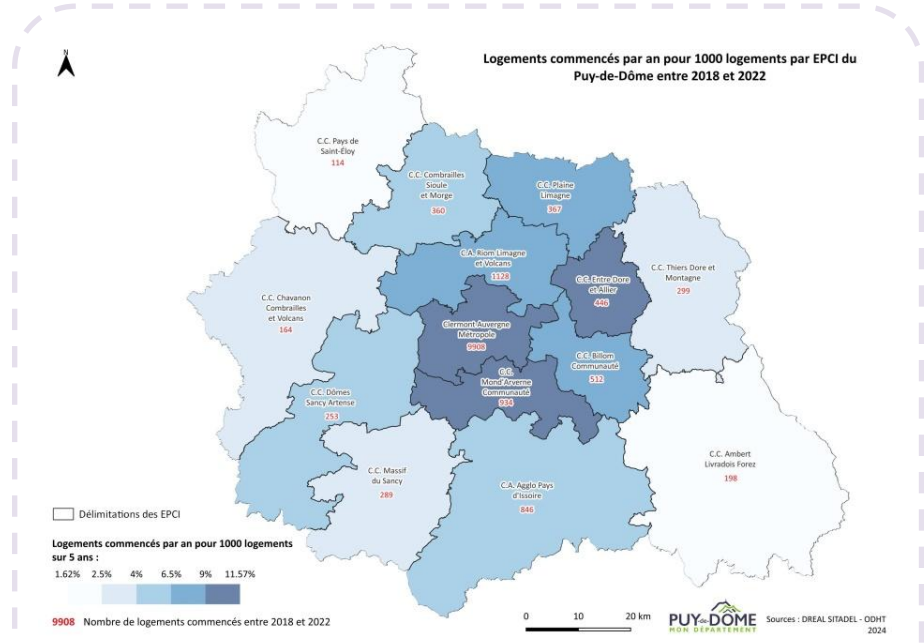 N
Logements commencés par an pour 1000 logements par EPCI du
Puy-de-Dôme entre 2018 et 2022
C.C. Pays de
Saint-Éloy
114
C.C. Combrailles
Sioule
et Morge
360
C.C. Plaine
Limagne
367
C.A. Riom Limagne
et Volcans
1128
C.C. Entre Dore
et Allier
446
C.C. Thiers Dore et
Montagne
299
C.C. Chavanon
Combrailles
et Volcans
164
Clermont Auvergne
Métropole
9908
C.C. Billom
Communauté
512
C.C.
Mond'Arverne
Communauté
934
C.C. Dômes
Sancy Artense
253
C.C. Massif
du Sancy
289
C.A. Agglo Pays
d'Issoire
846
C.C. Ambert
Livradois Forez
198
Délimitations des EPCI
Logements commencés par an pour 1000 logements
sur 5 ans :
1.62% 2.5% 4% 6.5% 9% 11.57%
9908 Nombre de logements commencés entre 2018 et 2022
0 10 20 km
PUY-DE-DÔME
MON DÉPARTEMENT
Sources : DREAL SITADEL - ODHT
2024